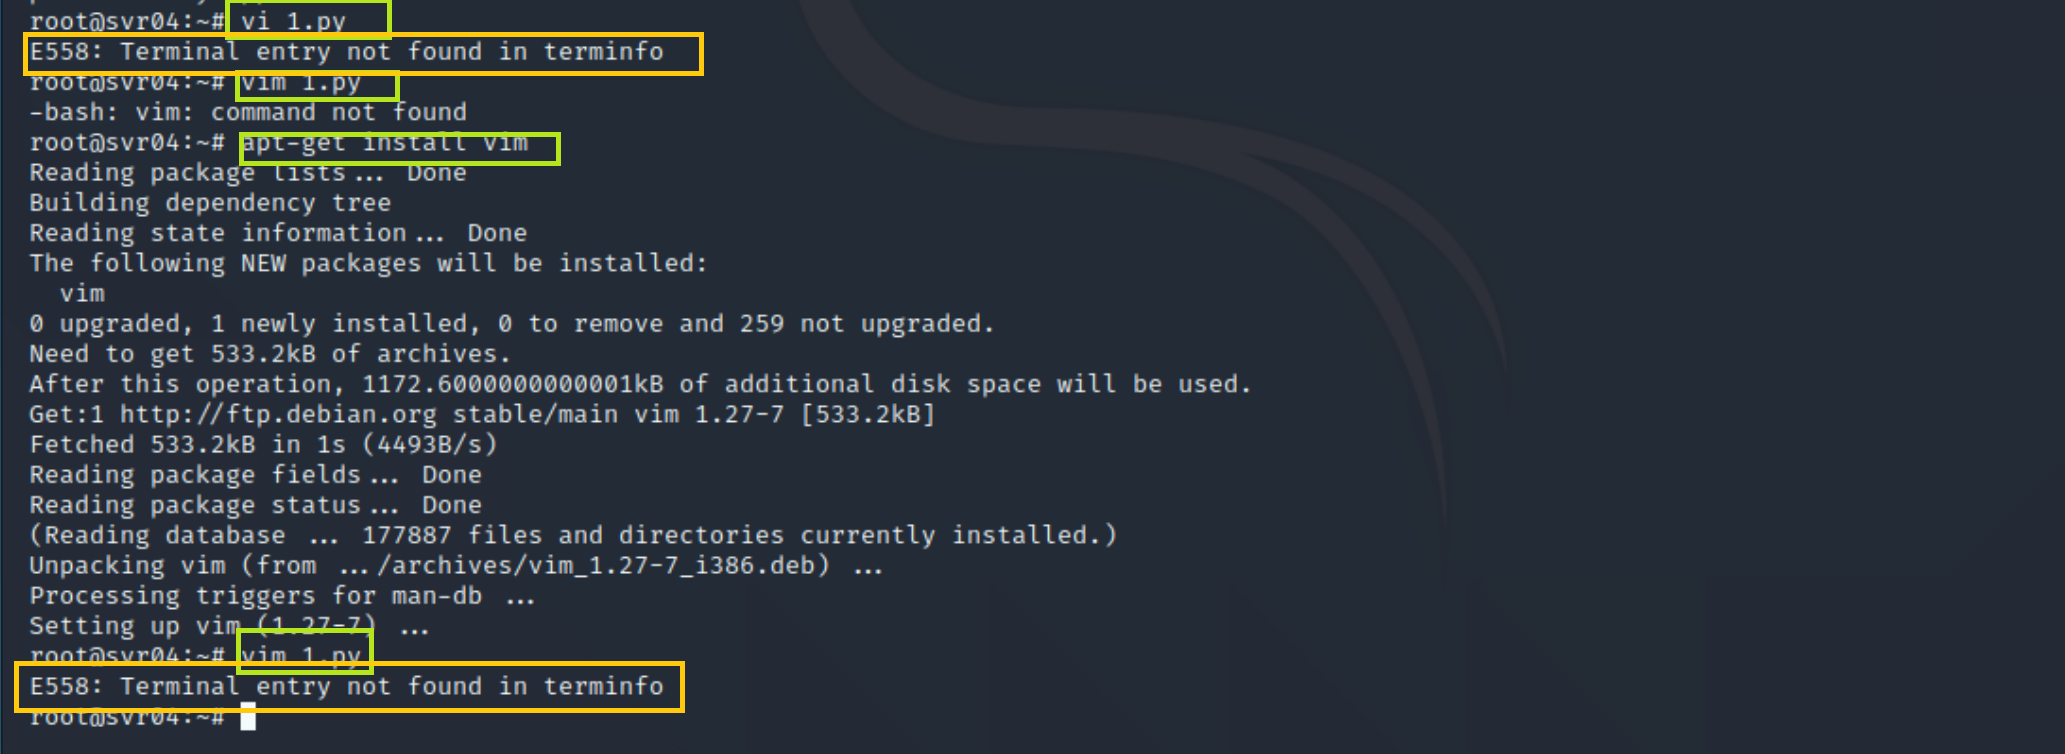 root@svr04:~# vi 1.py
E558: Terminal entry not found in terminfo
root@svr04:~# vim 1.py
-bash: vim: command not found
root@svr04:~# apt-get install vim
Reading package lists... Done
Building dependency tree
Reading state information... Done
The following NEW packages will be installed:
  vim
0 upgraded, 1 newly installed, 0 to remove and 259 not upgraded.
Need to get 533.2kB of archives.
After this operation, 1172.6000000000001kB of additional disk space will be used.
Get:1 http://ftp.debian.org stable/main vim 1.27-7 [533.2kB]
Fetched 533.2kB in 1s (4493B/s)
Reading package fields... Done
Reading package status... Done
(Reading database ... 177887 files and directories currently installed.)
Unpacking vim (from .../archives/vim_1.27-7_i386.deb) ...
Processing triggers for man-db ...
Setting up vim (1.27-7) ...
root@svr04:~# vim 1.py
E558: Terminal entry not found in terminfo
root@svr04:~#